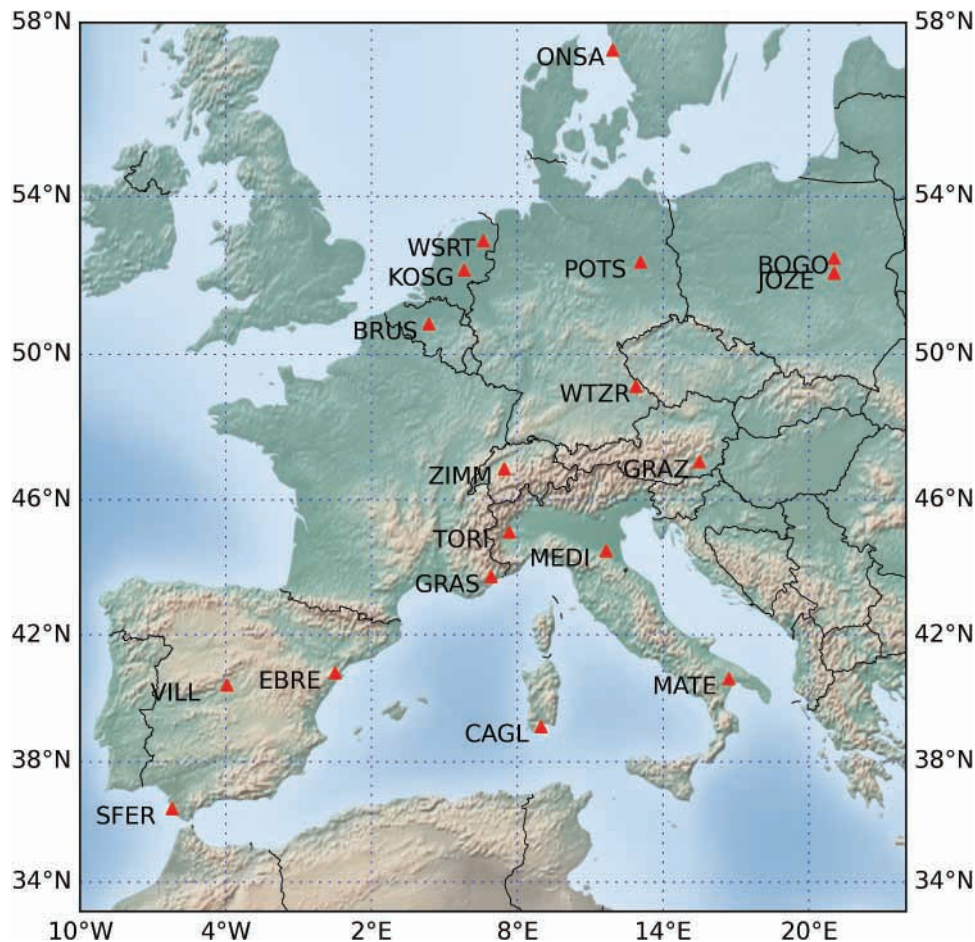 58°N
58°N
ONSA
54°N
54°N
WSRT
KOSG
POTS
BOGO
JOZE
BRUS
50°N
50°N
WTZR
ZIMM
GRAZ
46°N
46°N
TORI
MEDI
GRAS
42°N
42°N
VILL
EBRE
MATE
CAGL
38°N
38°N
SFER
34°N
34°N
10°W
4°W
2°E
8°E
14°E
20°E